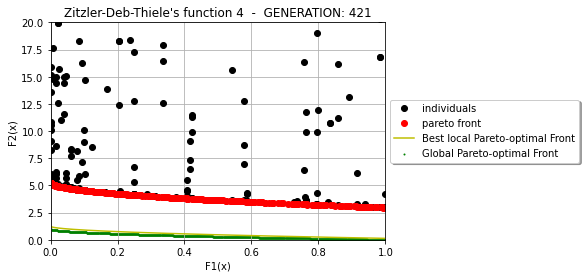 Zitzler-Deb-Thiele's function 4  -  GENERATION: 421
20.0
17.5
15.0
12.5
10.0
7.5
5.0
2.5
0.0
F2(x)
0.0 0.2 0.4 0.6 0.8 1.0
F1(x)
individuals
pareto front
Best local Pareto-optimal Front
Global Pareto-optimal Front